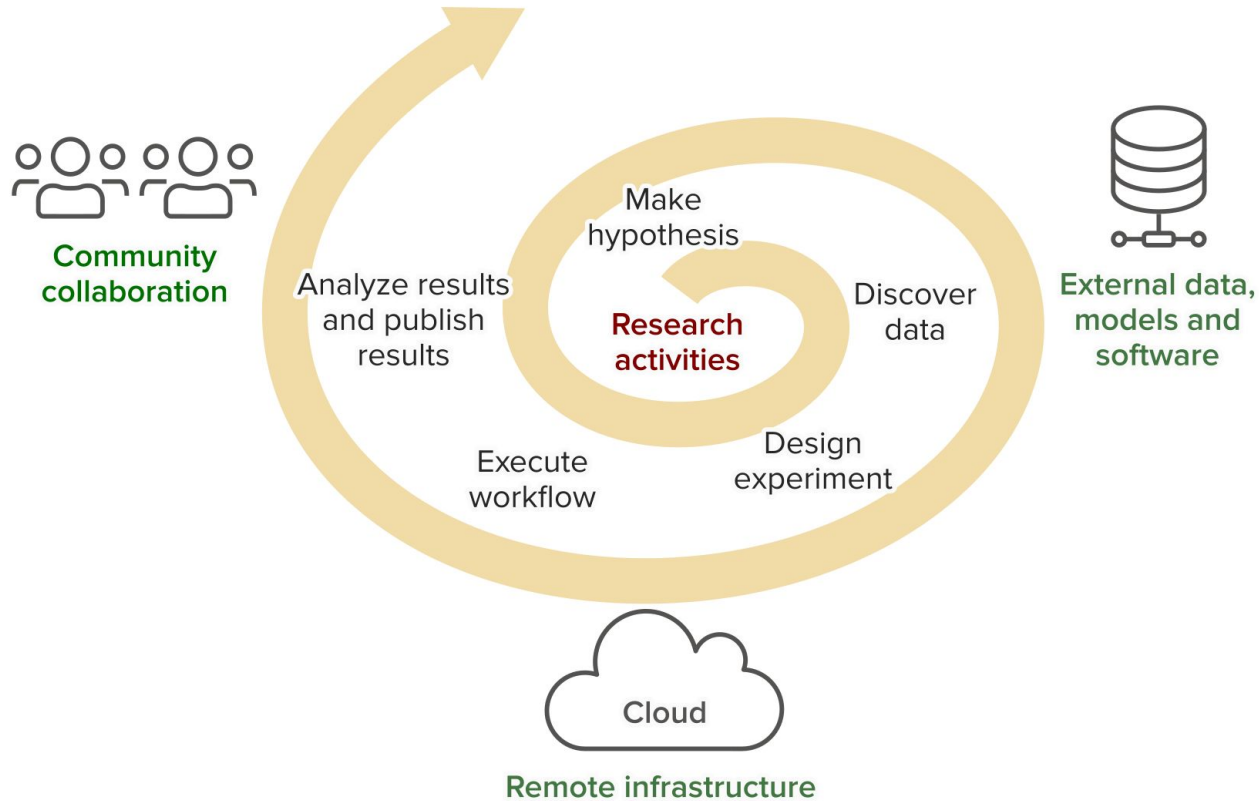 Make
hypothesis
Community
collaboration
Analyze results
and publish
results
Research
activities
Discover
data
External data,
models and
software
Execute
workflow
Design
experiment
Cloud
Remote infrastructure